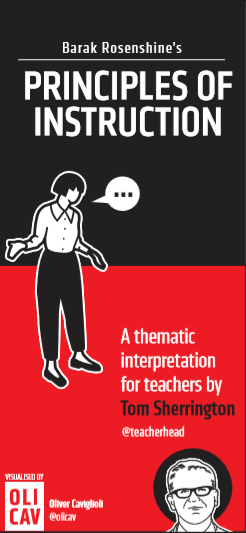 Barak Rosenshine's
PRINCIPLES OF
INSTRUCTION
...
A thematic
interpretation
for teachers by
Tom Sherrington
@teacherhead
VISUALISED BY
OLI
CAV
Oliver Caviglioli
@olicav